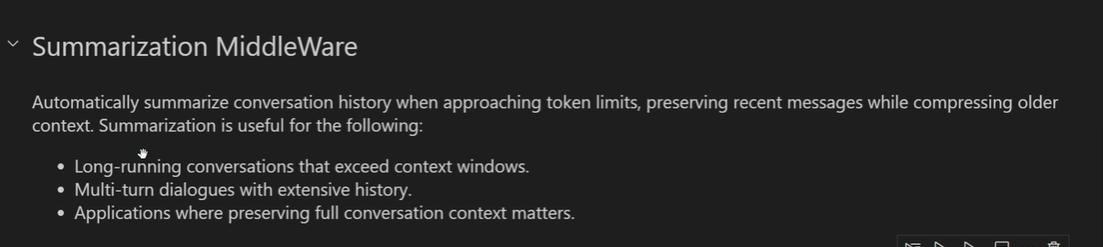 Summarization MiddleWare
Automatically summarize conversation history when approaching token limits, preserving recent messages while compressing older
context. Summarization is useful for the following:
• Long-running conversations that exceed context windows.
• Multi-turn dialogues with extensive history.
• Applications where preserving full conversation context matters.